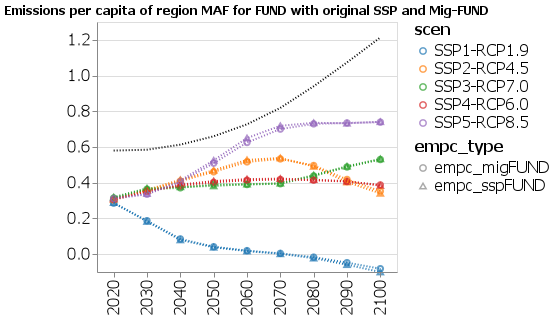 Emissions per capita of region MAF for FUND with original SSP and Mig-FUND
1.2
1.0
0.8
0.6
0.4
0.2
0.0
2020
2030
2040
2050
2060
2070
2080
2090
2100
scen
SSP1-RCP1.9
SSP2-RCP4.5
SSP3-RCP7.0
SSP4-RCP6.0
SSP5-RCP8.5
empc_type
empc_migFUND
empc_sspFUND